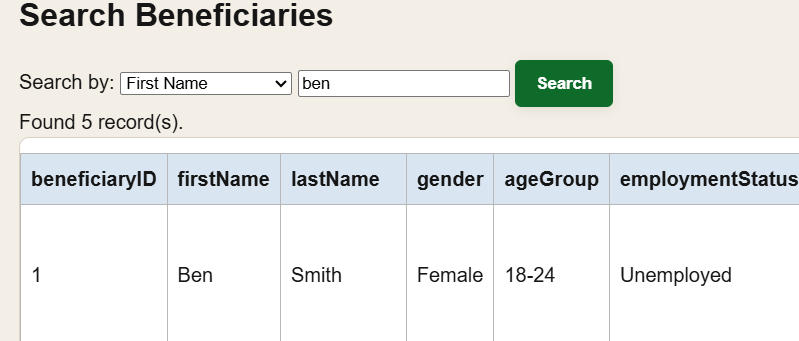 Search Beneficiaries
Search by: First Name ben Search
Found 5 record(s).
beneficiaryID firstName lastName gender ageGroup employmentStatus
1 Ben Smith Female 18-24 Unemployed